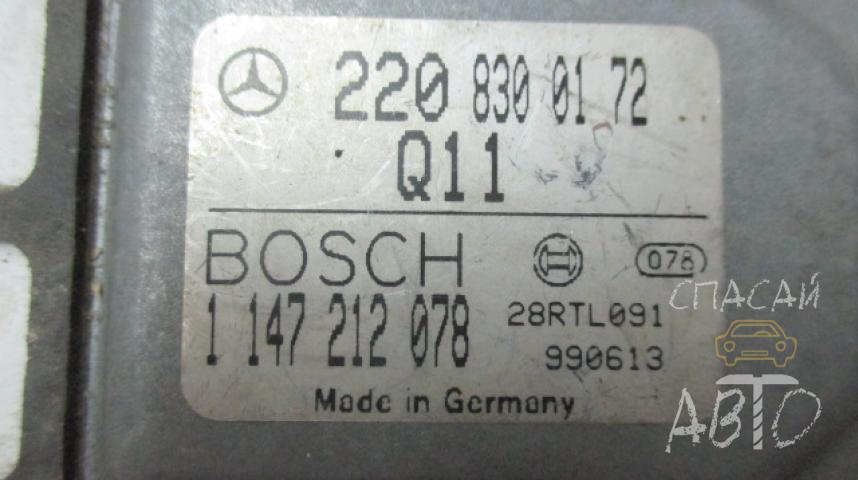 220 830 01 72
Q11
BOSCH 078
1 147 212 078 28RTL091
990613
Made in Germany
СПАСАЙ
АВТО